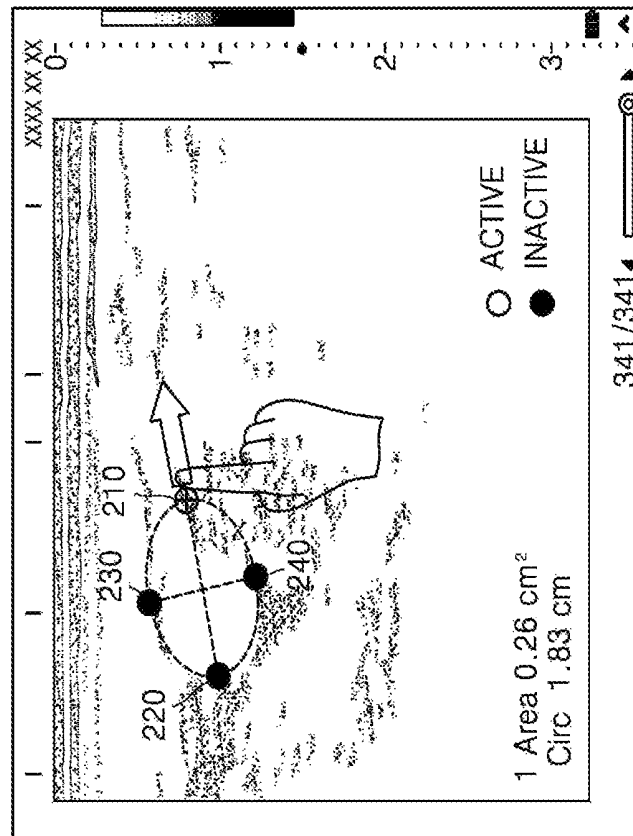 XXXX XX XX
0
1
2
3
230
210
220
240
ACTIVE
INACTIVE
1 Area 0.26 cm²
Circ 1.83 cm
341/341